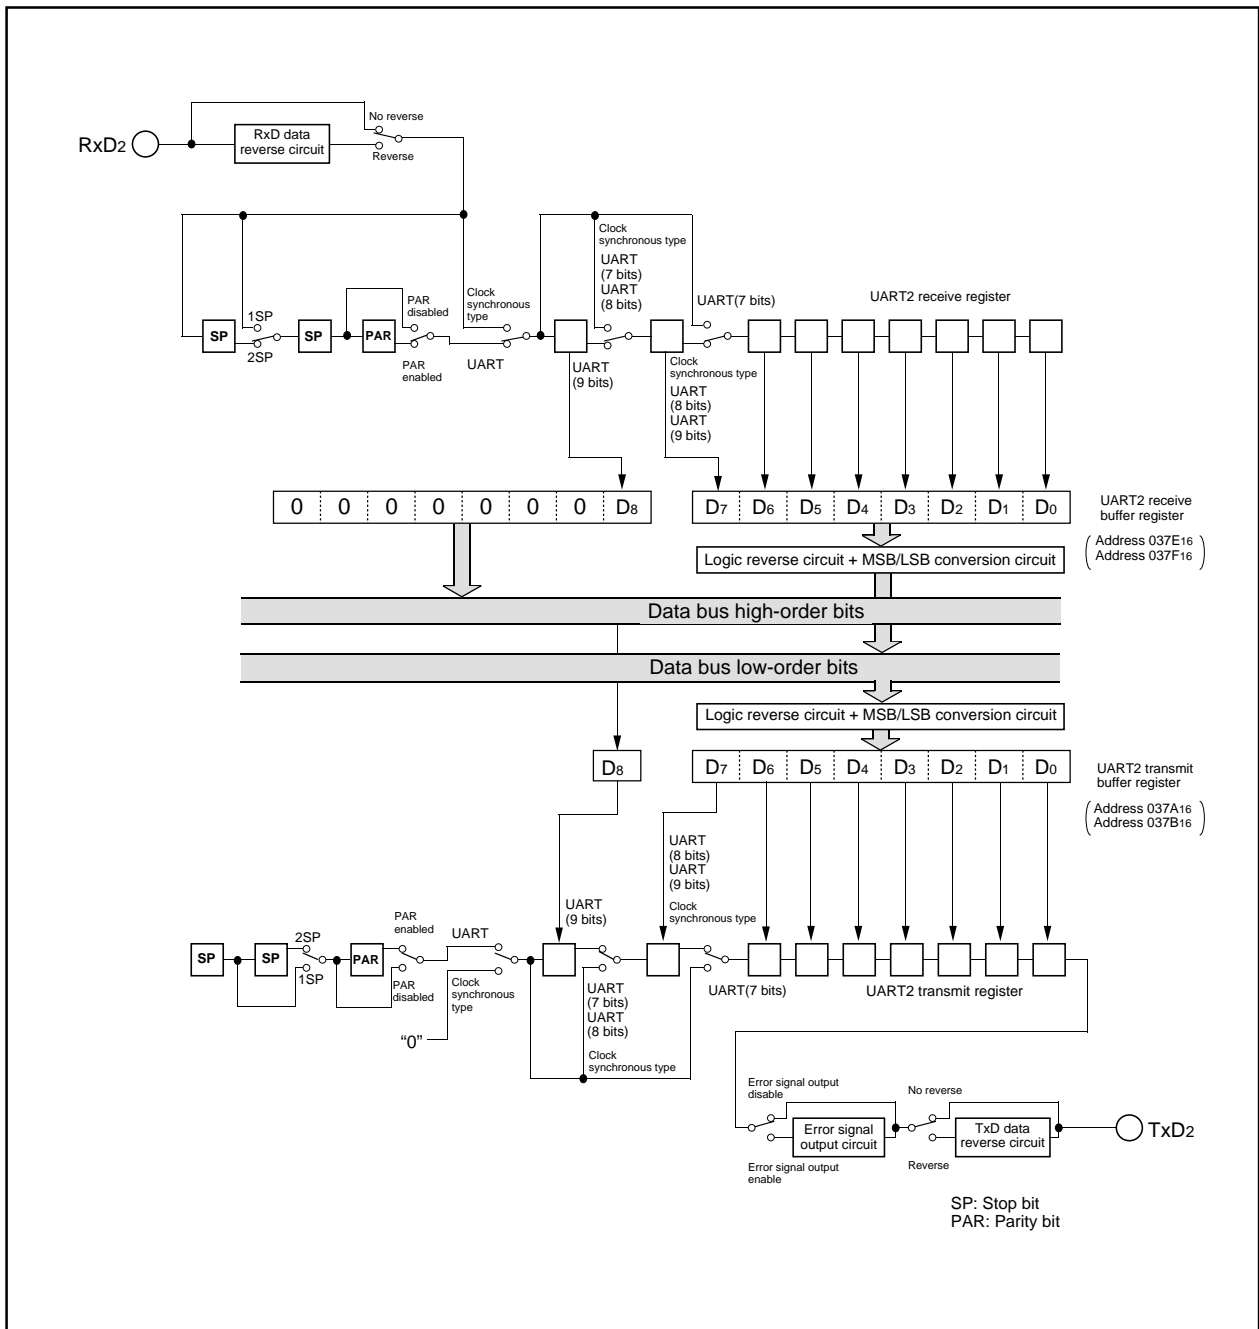 No reverse
RxD2
RxD data
reverse circuit
Reverse
Clock
synchronous type
UART
(7 bits)
UART
(8 bits)
UART(7 bits)
UART2 receive register
1SP
PAR
disabled
Clock
synchronous
type
SP
SP
PAR
2SP
PAR
enabled
UART
UART
(9 bits)
Clock
synchronous type
UART
(8 bits)
UART
(9 bits)
0 0 0 0 0 0 0 D8
D7 D6 D5 D4 D3 D2 D1 D0
UART2 receive
buffer register
(Address 037E16
Address 037F16)
Logic reverse circuit + MSB/LSB conversion circuit
Data bus high-order bits
Data bus low-order bits
Logic reverse circuit + MSB/LSB conversion circuit
D8
D7 D6 D5 D4 D3 D2 D1 D0
UART2 transmit
buffer register
(Address 037A16
Address 037B16)
UART
(8 bits)
UART
(9 bits)
Clock
synchronous type
UART
(9 bits)
PAR
enabled
UART
2SP
SP
SP
PAR
1SP
PAR
disabled
Clock
synchronous
type
“0”
UART
(7 bits)
UART
(8 bits)
Clock
synchronous type
UART(7 bits)
UART2 transmit register
Error signal output
disable
No reverse
Error signal
output circuit
TxD data
reverse circuit
TxD2
Error signal output
enable
Reverse
SP: Stop bit
PAR: Parity bit